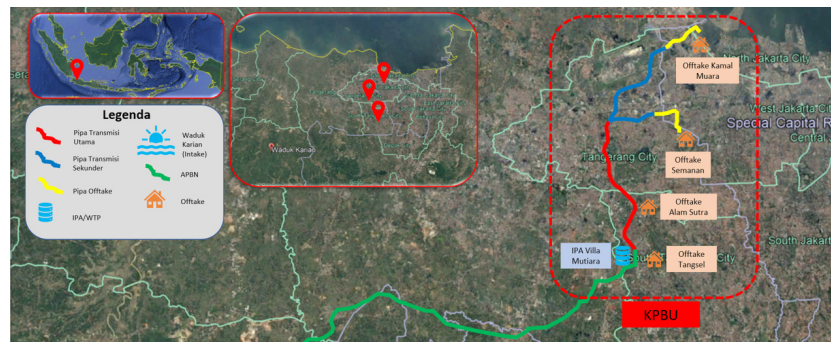 Legenda
Pipa Transmisi
Utama
Waduk
Karian
(Intake)
Pipa Transmisi
Sekunder
APBN
Pipa Offtake
Offtake
IPA/WTP
Waduk Karian
North Jakarta City
Offtake Kamal
Muara
West Jakarta City
Special Capital R
Central
Offtake
Semanan
Tangerang City
Offtake
Alam Sutra
South Jakart
IPA Villa
Mutiara
South Ta
City
Offtake
Tangsel
KPBU